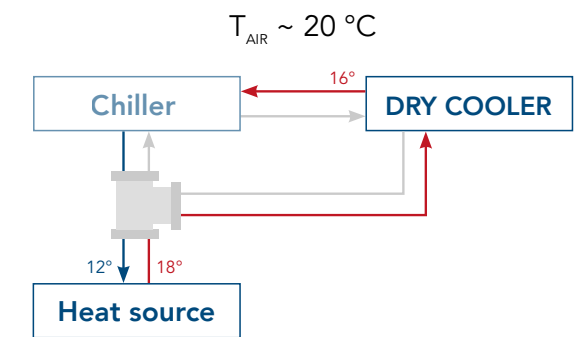 T_AIR ~ 20 °C
16°
Chiller
DRY COOLER
12°
18°
Heat source